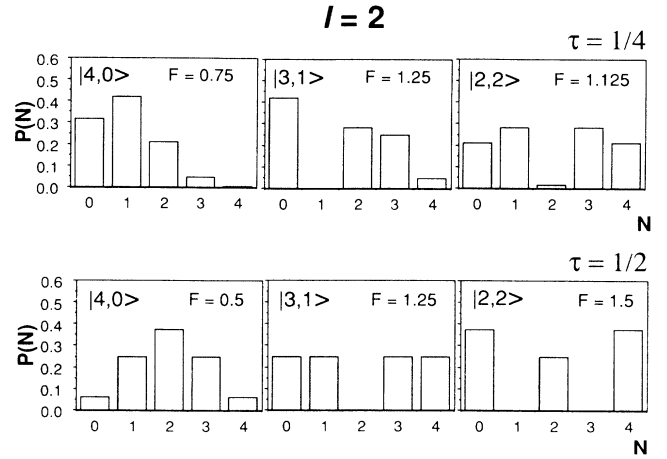 l = 2
τ = 1/4
P(N)
0.6
0.5
0.4
0.3
0.2
0.1
0.0
|4,0> F = 0.75
|3,1> F = 1.25
|2,2> F = 1.125
0 1 2 3 4 0 1 2 3 4 0 1 2 3 4
N
τ = 1/2
P(N)
0.6
0.5
0.4
0.3
0.2
0.1
0.0
|4,0> F = 0.5
|3,1> F = 1.25
|2,2> F = 1.5
0 1 2 3 4 0 1 2 3 4 0 1 2 3 4
N